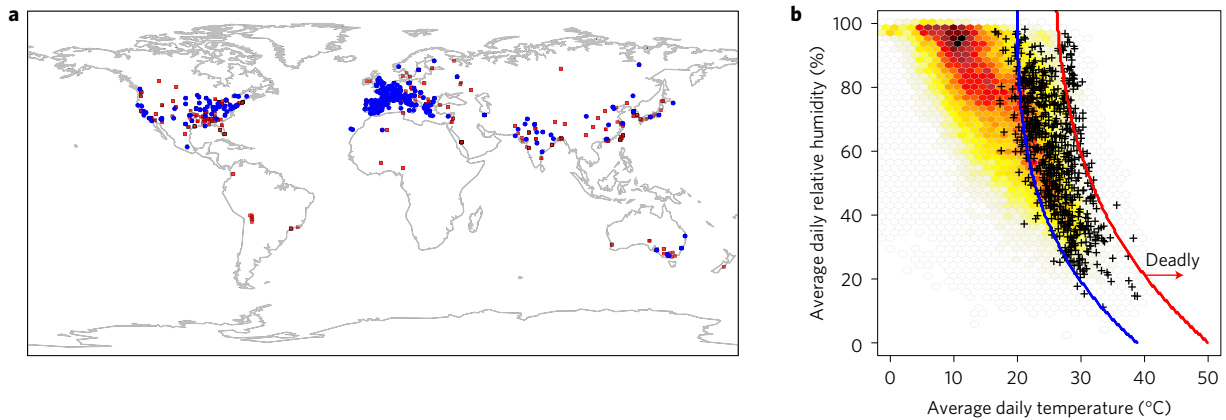 a
b
100
80
60
40
20
0
Average daily relative humidity (%)
Deadly
0 10 20 30 40 50
Average daily temperature (°C)